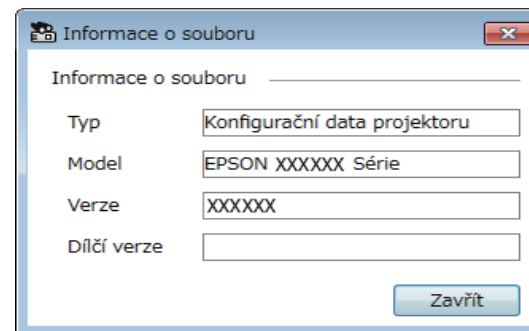 Informace o souboru
Informace o souboru
Typ Konfigurační data projektoru
Model EPSON XXXXXX Série
Verze XXXXXX
Dílčí verze
Zavřít